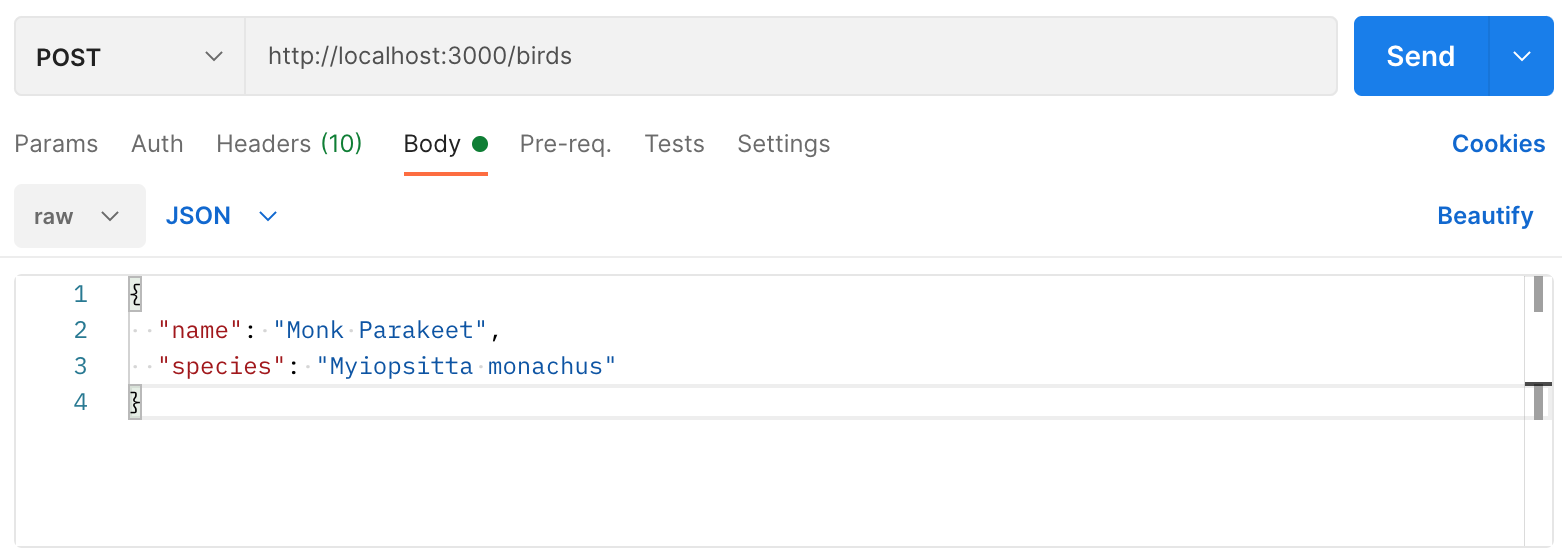 POST http://localhost:3000/birds Send
Params Auth Headers (10) Body Pre-req. Tests Settings Cookies
raw JSON Beautify
1 {
2 "name": "Monk Parakeet",
3 "species": "Myiopsitta monachus"
4 }